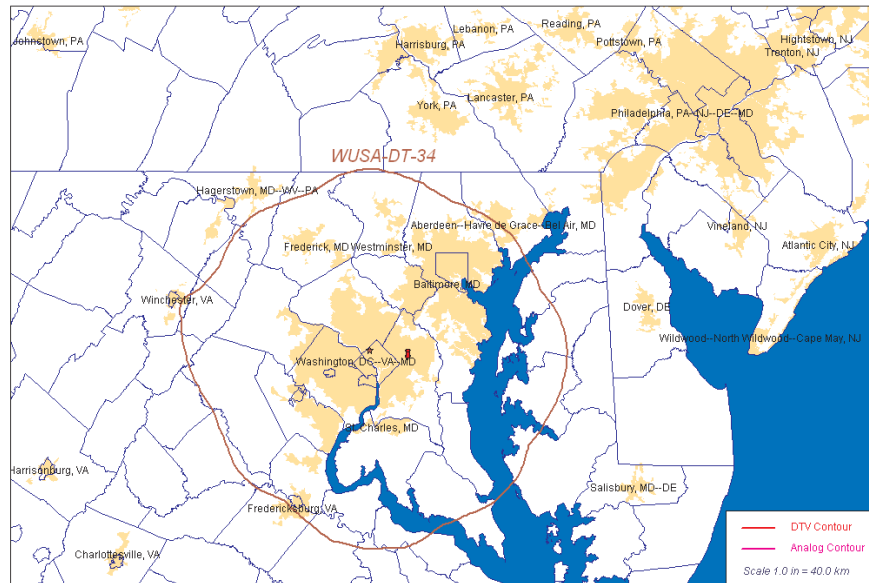 Johnstown, PA
Lebanon, PA
Reading, PA
Harrisburg, PA
Pottstown, PA
Hightstown, NJ
Trenton, NJ
York, PA
Lancaster, PA
Philadelphia, PA--NJ--DE--MD
WUSA-DT-34
Hagerstown, MD--WV--PA
Aberdeen--Havre de Grace--Bel Air, MD
Vineland, NJ
Frederick, MD
Westminster, MD
Atlantic City, NJ
Baltimore, MD
Winchester, VA
Dover, DE
Wildwood--North Wildwood--Cape May, NJ
Washington, DC--VA--MD
St. Charles, MD
Harrisonburg, VA
Salisbury, MD--DE
Fredericksburg, VA
Charlottesville, VA
DTV Contour
Analog Contour
Scale 1.0 in = 40.0 km